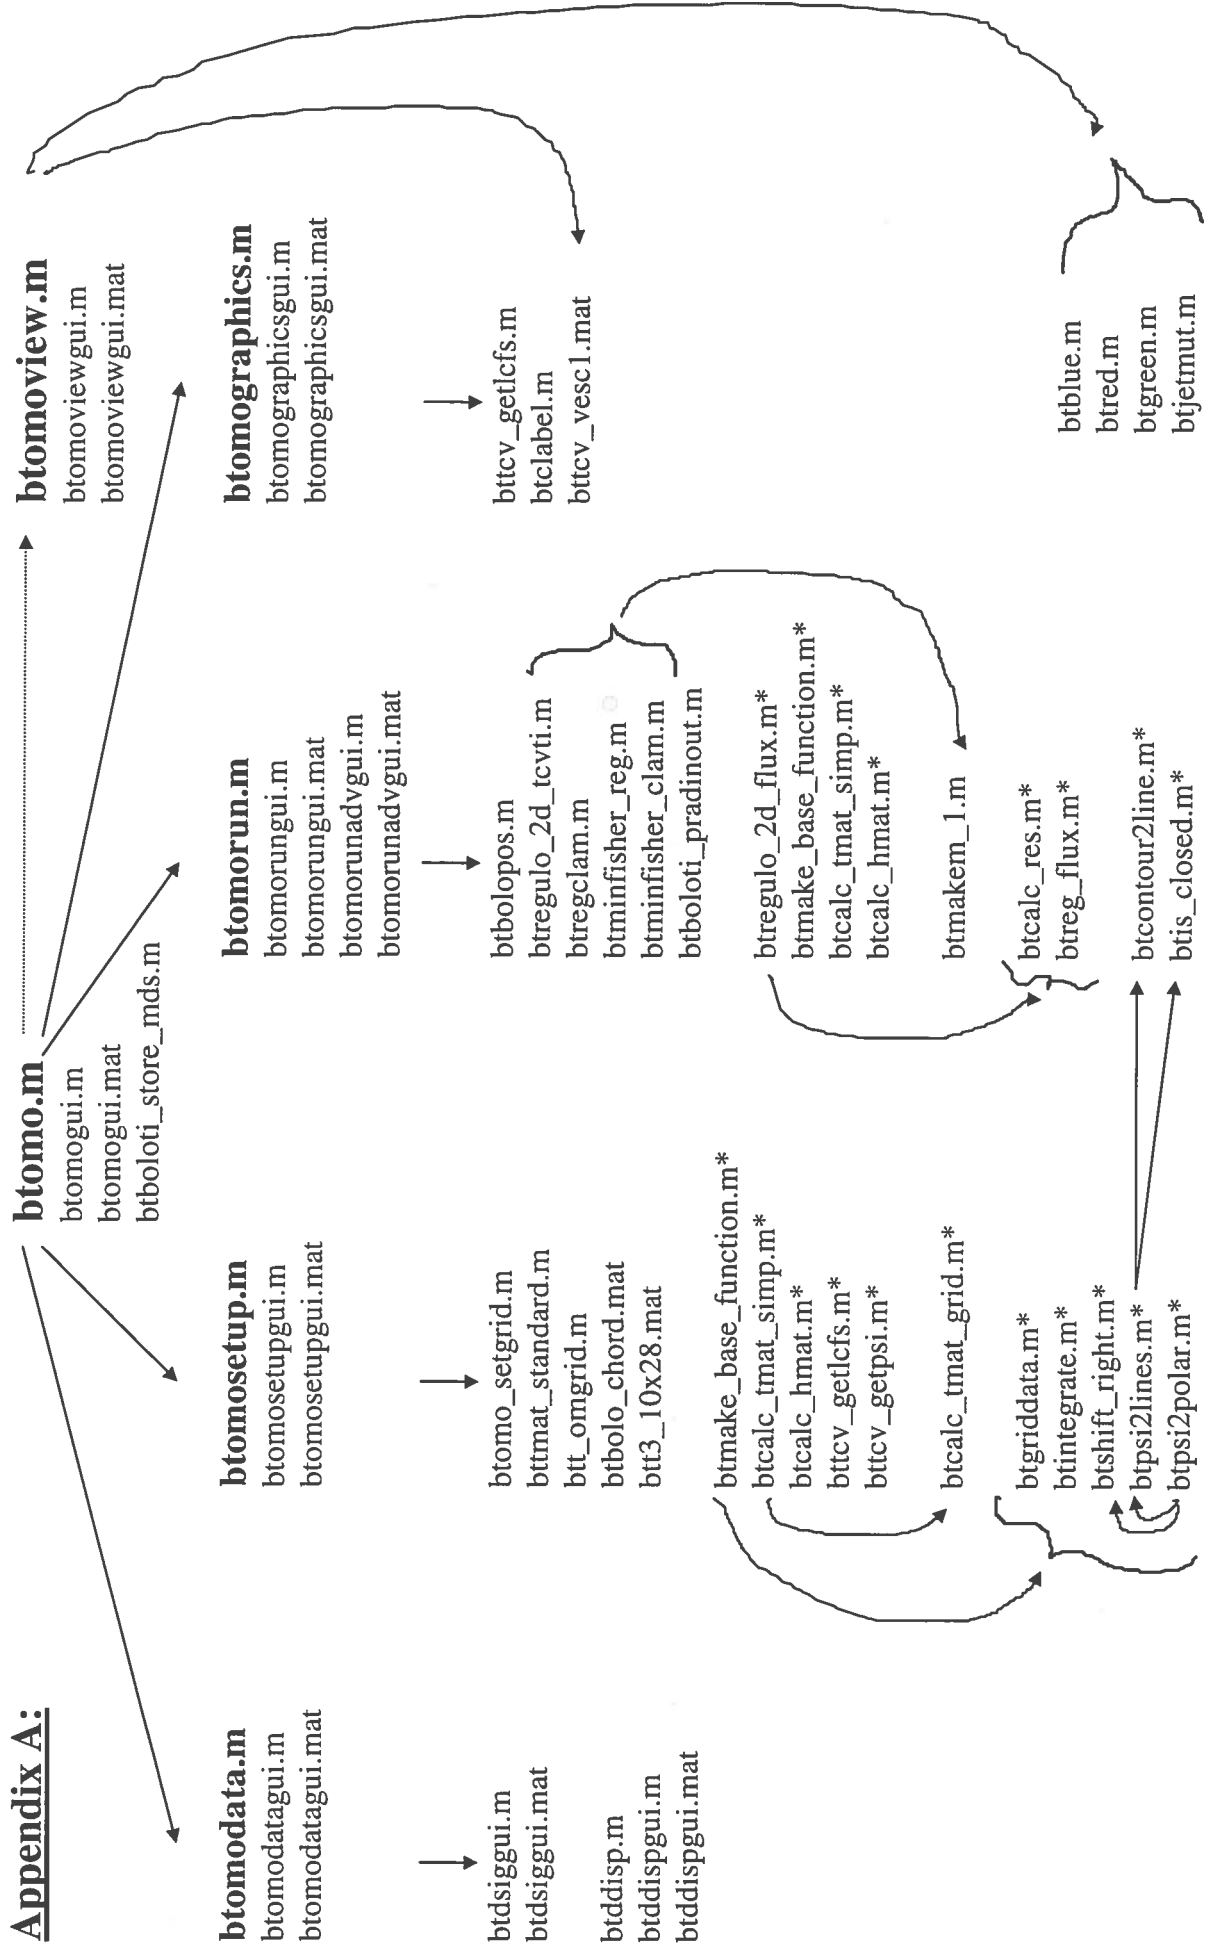 Appendix A:
btomo.m
btomogui.m
btomogui.mat
btboloti_store_mds.m
btomoview.m
btomoviewgui.m
btomoviewgui.mat
btomodata.m
btomodatagui.m
btomodatagui.mat
btdsiggui.m
btdsiggui.mat
btddisp.m
btddispgui.m
btddispgui.mat
btomosetup.m
btomosetupgui.m
btomosetupgui.mat
btomo_setgrid.m
bttmat_standard.m
btt_omgrid.m
btbolo_chord.mat
btt3_10x28.mat
btmake_base_function.m*
btcalc_tmat_simp.m*
btcalc_hmat.m*
bttcv_getlcfs.m*
bttcv_getpsi.m*
btcalc_tmat_grid.m*
btgriddata.m*
btintegrate.m*
btshift_right.m*
btpsi2lines.m*
btpsi2polar.m*
btomorun.m
btomorungui.m
btomorungui.mat
btomorunadvgui.m
btomorunadvgui.mat
btbolopos.m
btregulo_2d_tcvti.m
btregclam.m
btminfisher_reg.m
btminfisher_clam.m
btboloti_pradinout.m
btregulo_2d_flux.m*
btmake_base_function.m*
btcalc_tmat_simp.m*
btcalc_hmat.m*
btmakem_1.m
btcalc_res.m*
btreg_flux.m*
btcontour2line.m*
btis_closed.m*
btomographics.m
btomographicsgui.m
btomographicsgui.mat
bttcv_getlcfs.m
btclabel.m
bttcv_vesc1.mat
btblue.m
btred.m
btgreen.m
btjetmut.m